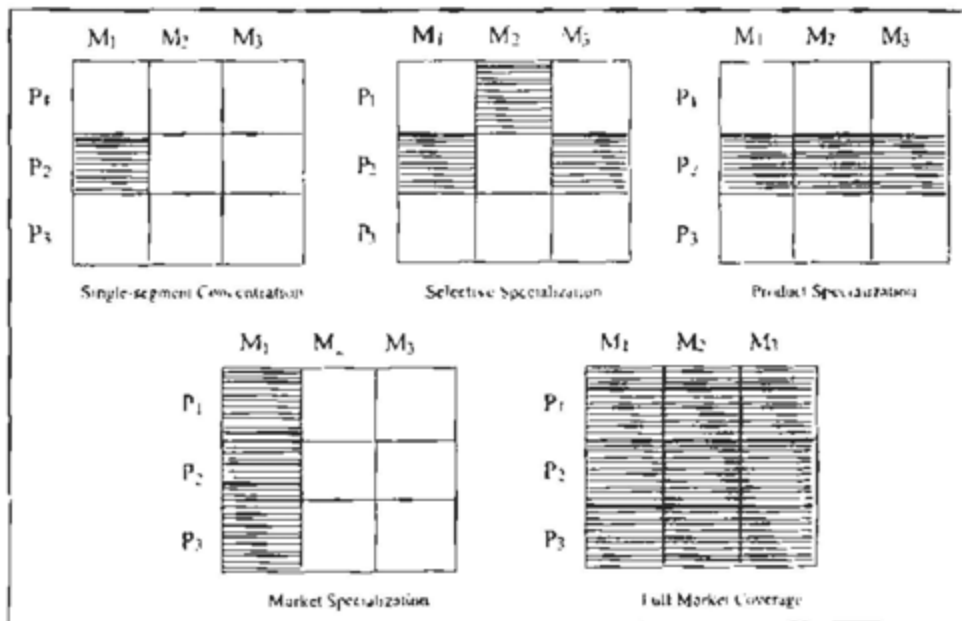 M₁ M₂ M₃
P₁
P₂
P₃
Single-segment Concentration
M₁ M₂ M₃
P₁
P₂
P₃
Selective Specialization
M₁ M₂ M₃
P₁
P₂
P₃
Product Specialization
M₁ M M₃
P₁
P₂
P₃
Market Specialization
M₁ M₂ M₃
P₁
P₂
P₃
Full Market Coverage